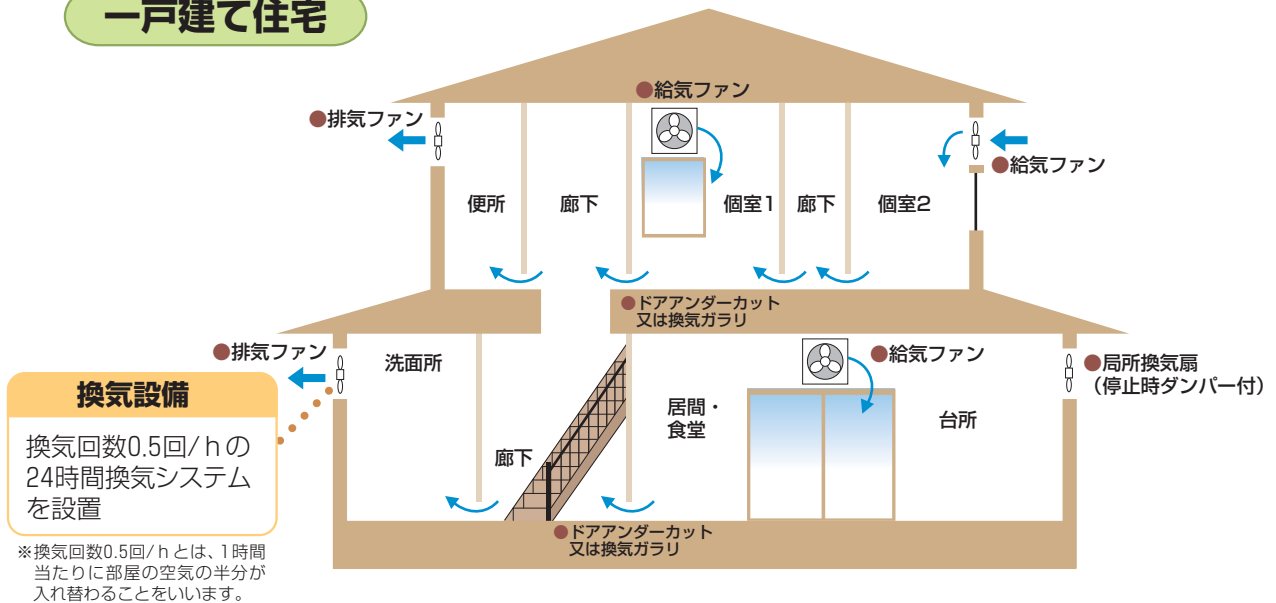 一戸建て住宅
●給気ファン
●排気ファン
●給気ファン
便所
廊下
個室1
廊下
個室2
●ドアアンダーカット
又は換気ガラリ
●排気ファン
洗面所
●給気ファン
●局所換気扇
（停止時ダンパー付）
居間・
食堂
台所
廊下
●ドアアンダーカット
又は換気ガラリ
換気設備
換気回数0.5回/ｈの
24時間換気システム
を設置
※換気回数0.5回/ｈとは、1時間
当たりに部屋の空気の半分が
入れ替わることをいいます。